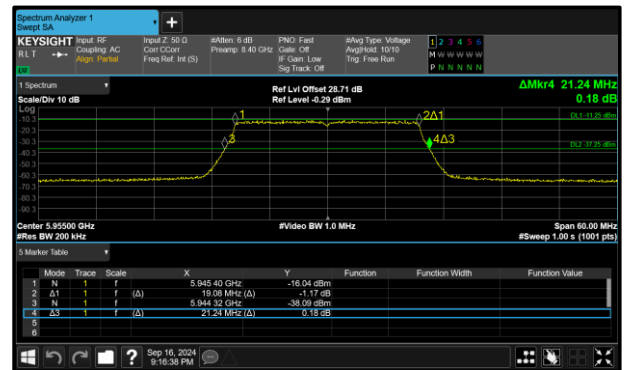 Spectrum Analyzer 1
Swept SA
+
KEYSIGHT Input: RF Input Z: 50 Ω #Atten: 6 dB PNO: Fast #Avg Type: Voltage 1 2 3 4 5 6
RLT Coupling: AC Corr CCorr Preamp: 8.40 GHz Gate: Off Avg|Hold: 10/10 M W W W W W
Align: Partial Freq Ref: Int (S) IF Gain: Low Trig: Free Run
Sig Track: Off P N N N N N
LXI
1 Spectrum Ref Lvl Offset 28.71 dB ΔMkr4 21.24 MHz
Scale/Div 10 dB Ref Level -0.29 dBm 0.18 dB
Log
-10.3
-20.3
-30.3
-40.3
-50.3
-60.3
-70.3
-80.3
-90.3
1
2Δ1
3
4Δ3
DL1 -11.25 dBm
DL2 -37.25 dBm
Center 5.95500 GHz #Video BW 1.0 MHz Span 60.00 MHz
#Res BW 200 kHz #Sweep 1.00 s (1001 pts)
5 Marker Table
Mode Trace Scale X Y Function Function Width Function Value
1 N 1 f 5.945 40 GHz -16.04 dBm
2 Δ1 1 f (Δ) 19.08 MHz (Δ) -1.17 dB
3 N 1 f 5.944 32 GHz -38.09 dBm
4 Δ3 1 f (Δ) 21.24 MHz (Δ) 0.18 dB
5
6
? Sep 16, 2024
9:16:38 PM